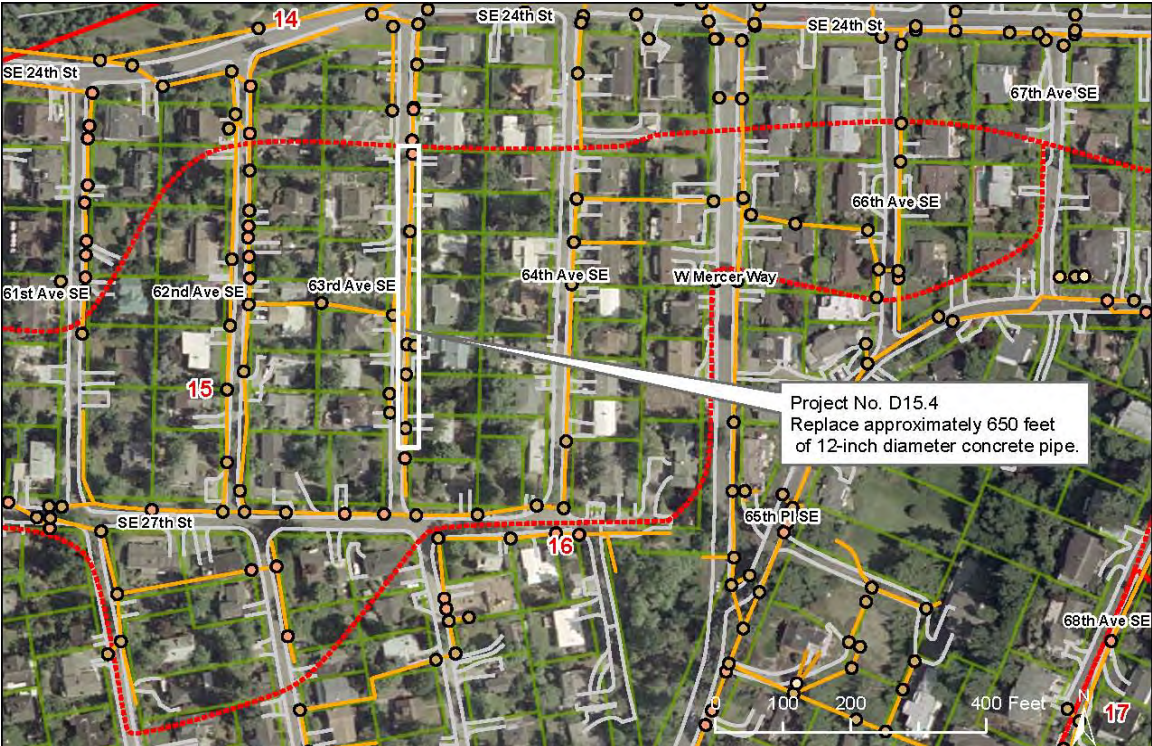 14
SE 24th St
SE 24th St
SE 24th St
67th Ave SE
66th Ave SE
61st Ave SE
62nd Ave SE
63rd Ave SE
64th Ave SE
W Mercer Way
15
Project No. D15.4
Replace approximately 650 feet
of 12-inch diameter concrete pipe.
SE 27th St
65th Pl SE
16
68th Ave SE
0 100 200 400 Feet
N
17